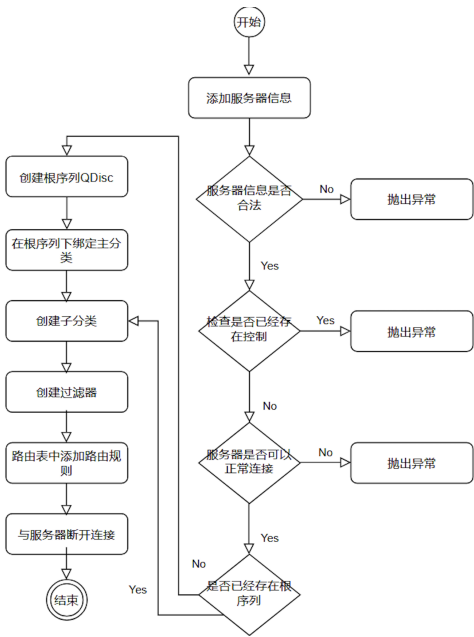 开始
添加服务器信息
服务器信息是否
合法
No
抛出异常
Yes
检查是否已经存
在控制
Yes
抛出异常
No
服务器是否可以
正常连接
No
抛出异常
Yes
是否已经存在根
序列
No
Yes
创建根序列QDisc
在根序列下绑定主分
类
创建子分类
创建过滤器
路由表中添加路由规
则
与服务器断开连接
结束